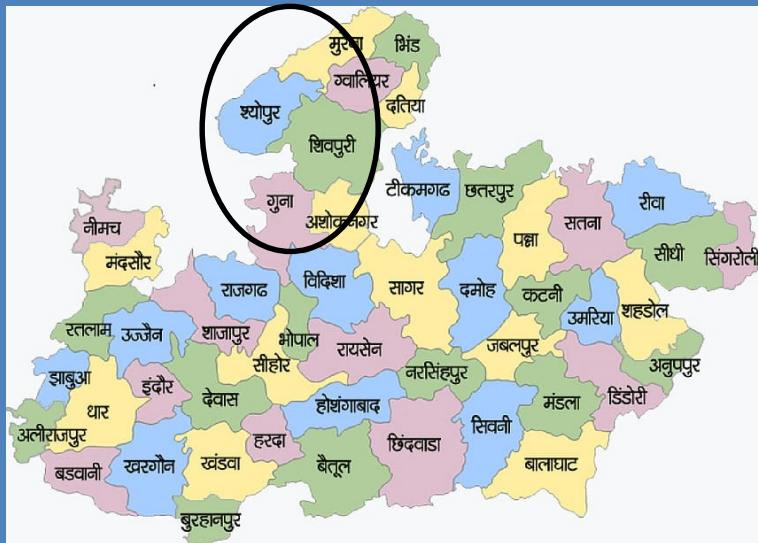 मुरैना
भिंड
ग्वालियर
श्योपुर
दतिया
शिवपुरी
टीकमगढ
छतरपुर
रीवा
गुना
अशोकनगर
सतना
नीमच
पन्ना
सीधी
सिंगरोली
मंदसौर
राजगढ
विदिशा
सागर
दमोह
कटनी
उमरिया
शहडोल
रतलाम
उज्जैन
शाजापुर
भोपाल
रायसेन
जबलपुर
सीहोर
नरसिंहपुर
अनुपपुर
झाबुआ
इंदौर
देवास
मंडला
डिंडोरी
धार
होशंगाबाद
सिवनी
अलीराजपुर
हरदा
छिंदवाडा
बडवानी
खरगौन
खंडवा
बैतूल
बालाघाट
बुरहानपुर